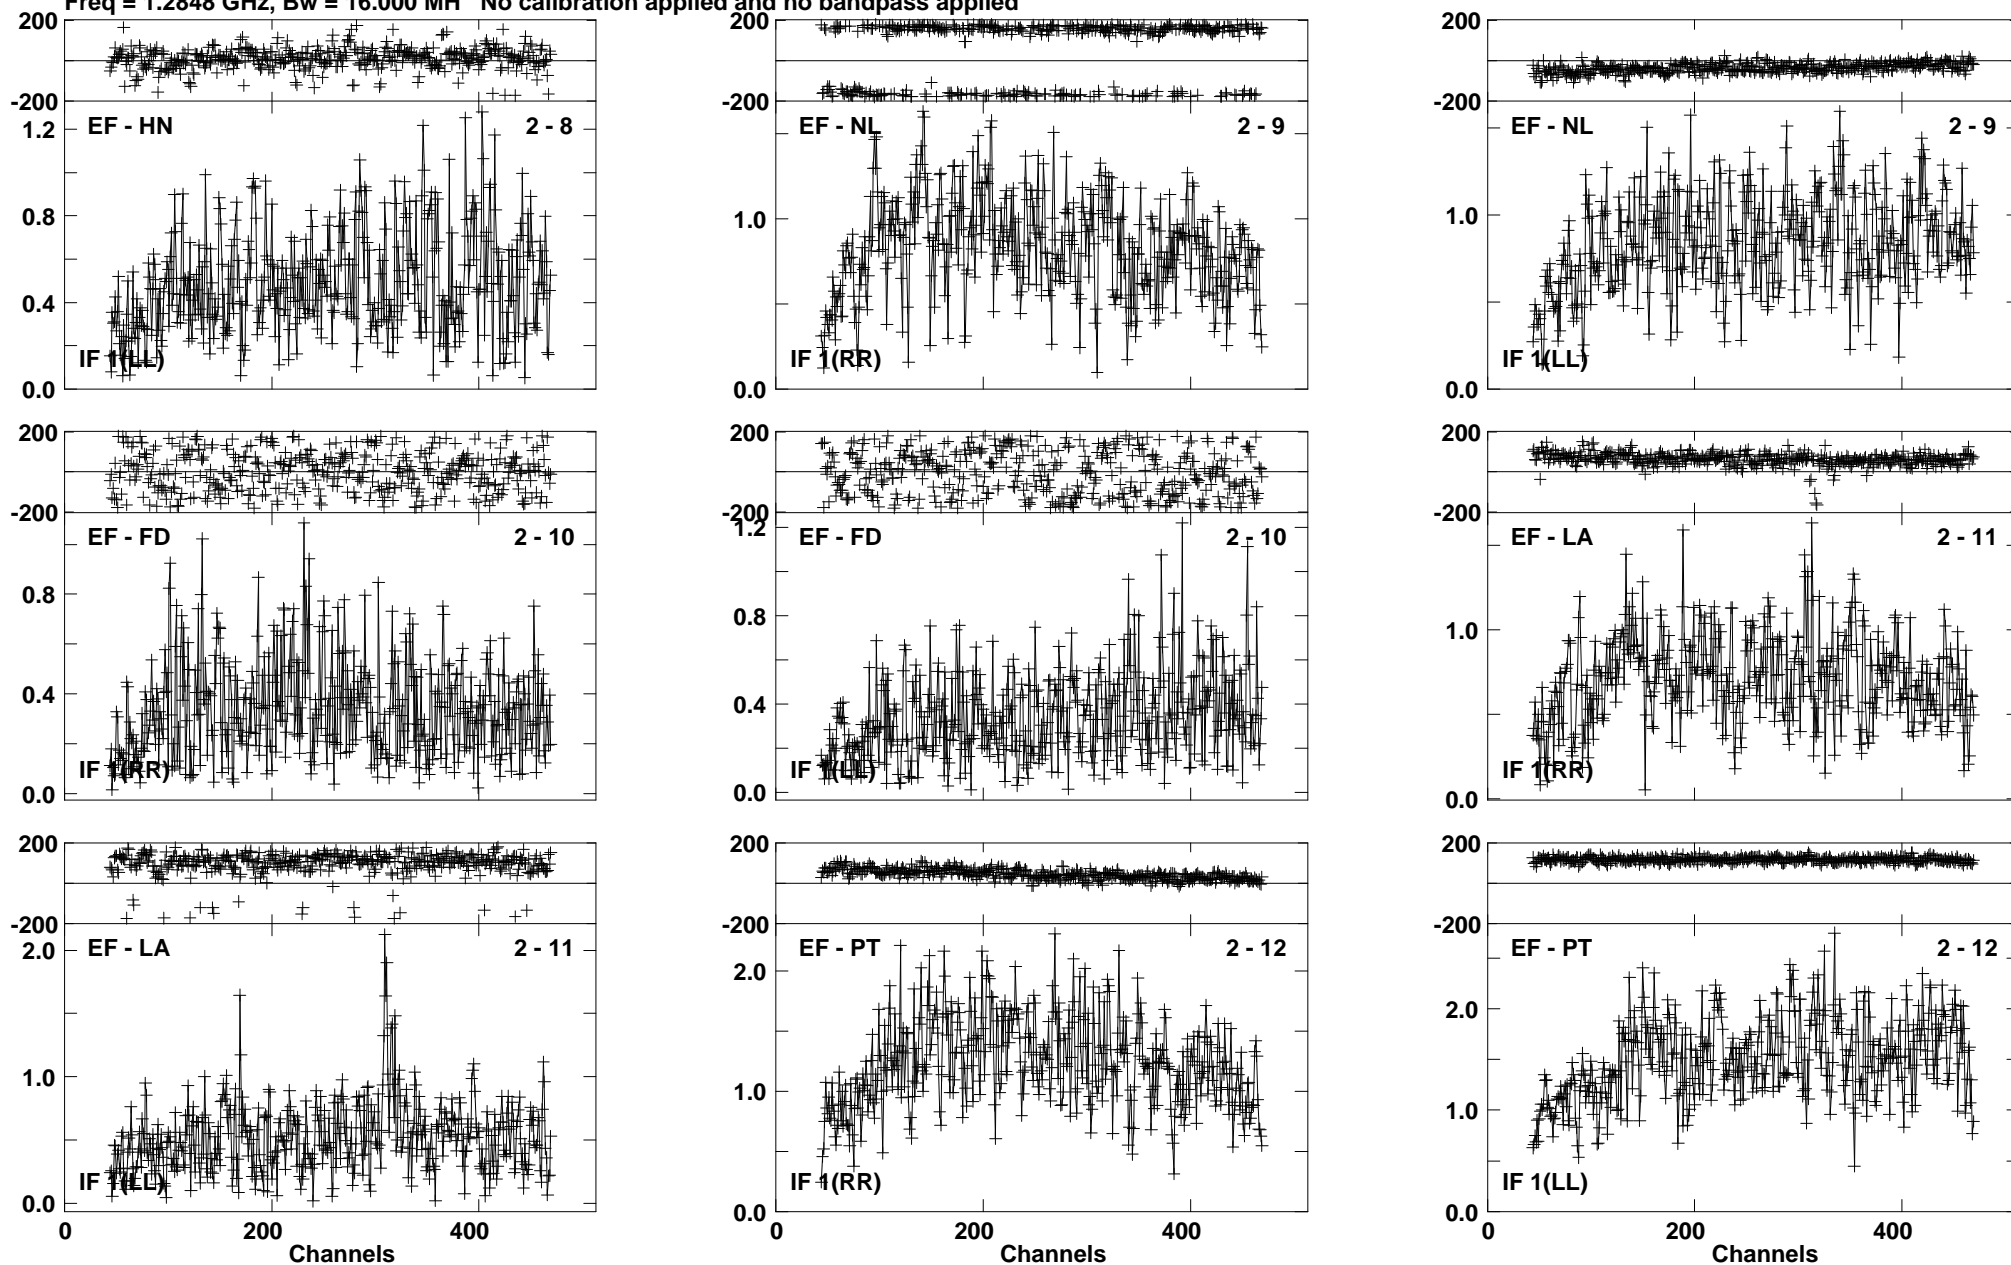 Freq = 1.2848 GHz, Bw = 16.000 MH   No calibration applied and no bandpass applied
200
-200
EF - HN 2 - 8
1.2
0.8
0.4
0.0
IF 1(LL)
200
-200
EF - NL 2 - 9
1.0
0.0
IF 1(RR)
200
-200
EF - NL 2 - 9
1.0
0.0
IF 1(LL)
200
-200
EF - FD 2 - 10
0.8
0.4
0.0
IF 1(RR)
200
-200
1.2
EF - FD 2 - 10
0.8
0.4
0.0
IF 1(LL)
200
-200
EF - LA 2 - 11
1.0
0.0
IF 1(RR)
200
-200
EF - LA 2 - 11
2.0
1.0
0.0
IF 1(LL)
0 200 400
Channels
200
-200
EF - PT 2 - 12
2.0
1.0
0.0
IF 1(RR)
0 200 400
Channels
200
-200
EF - PT 2 - 12
2.0
1.0
0.0
IF 1(LL)
0 200 400
Channels